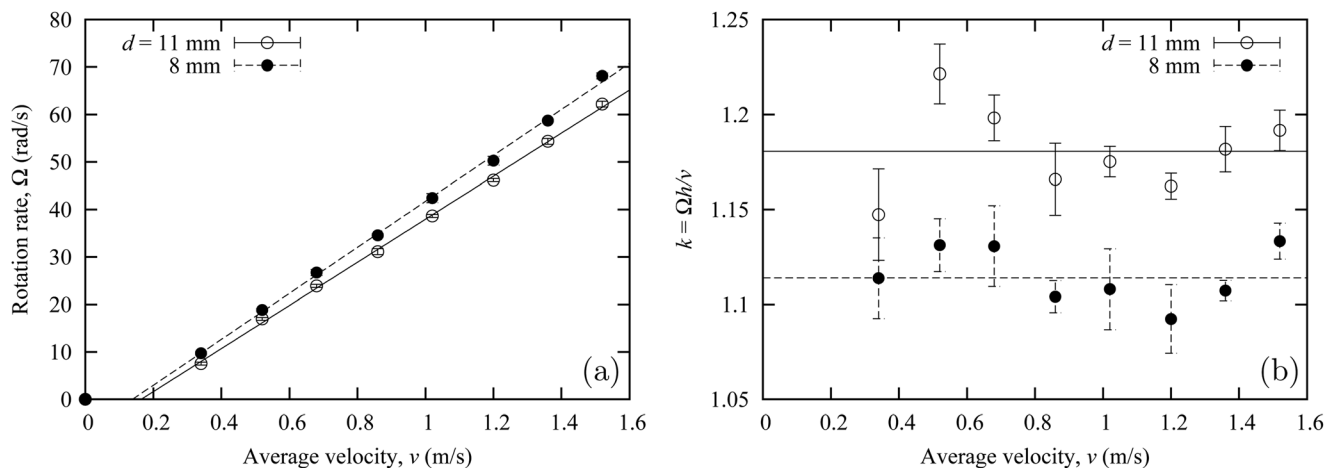 80
70
60
50
40
30
20
10
0
Rotation rate, Ω (rad/s)
d = 11 mm
8 mm
(a)
0 0.2 0.4 0.6 0.8 1 1.2 1.4 1.6
Average velocity, v (m/s)
1.25
1.2
1.15
1.1
1.05
k = Ωh/v
d = 11 mm
8 mm
(b)
0 0.2 0.4 0.6 0.8 1 1.2 1.4 1.6
Average velocity, v (m/s)